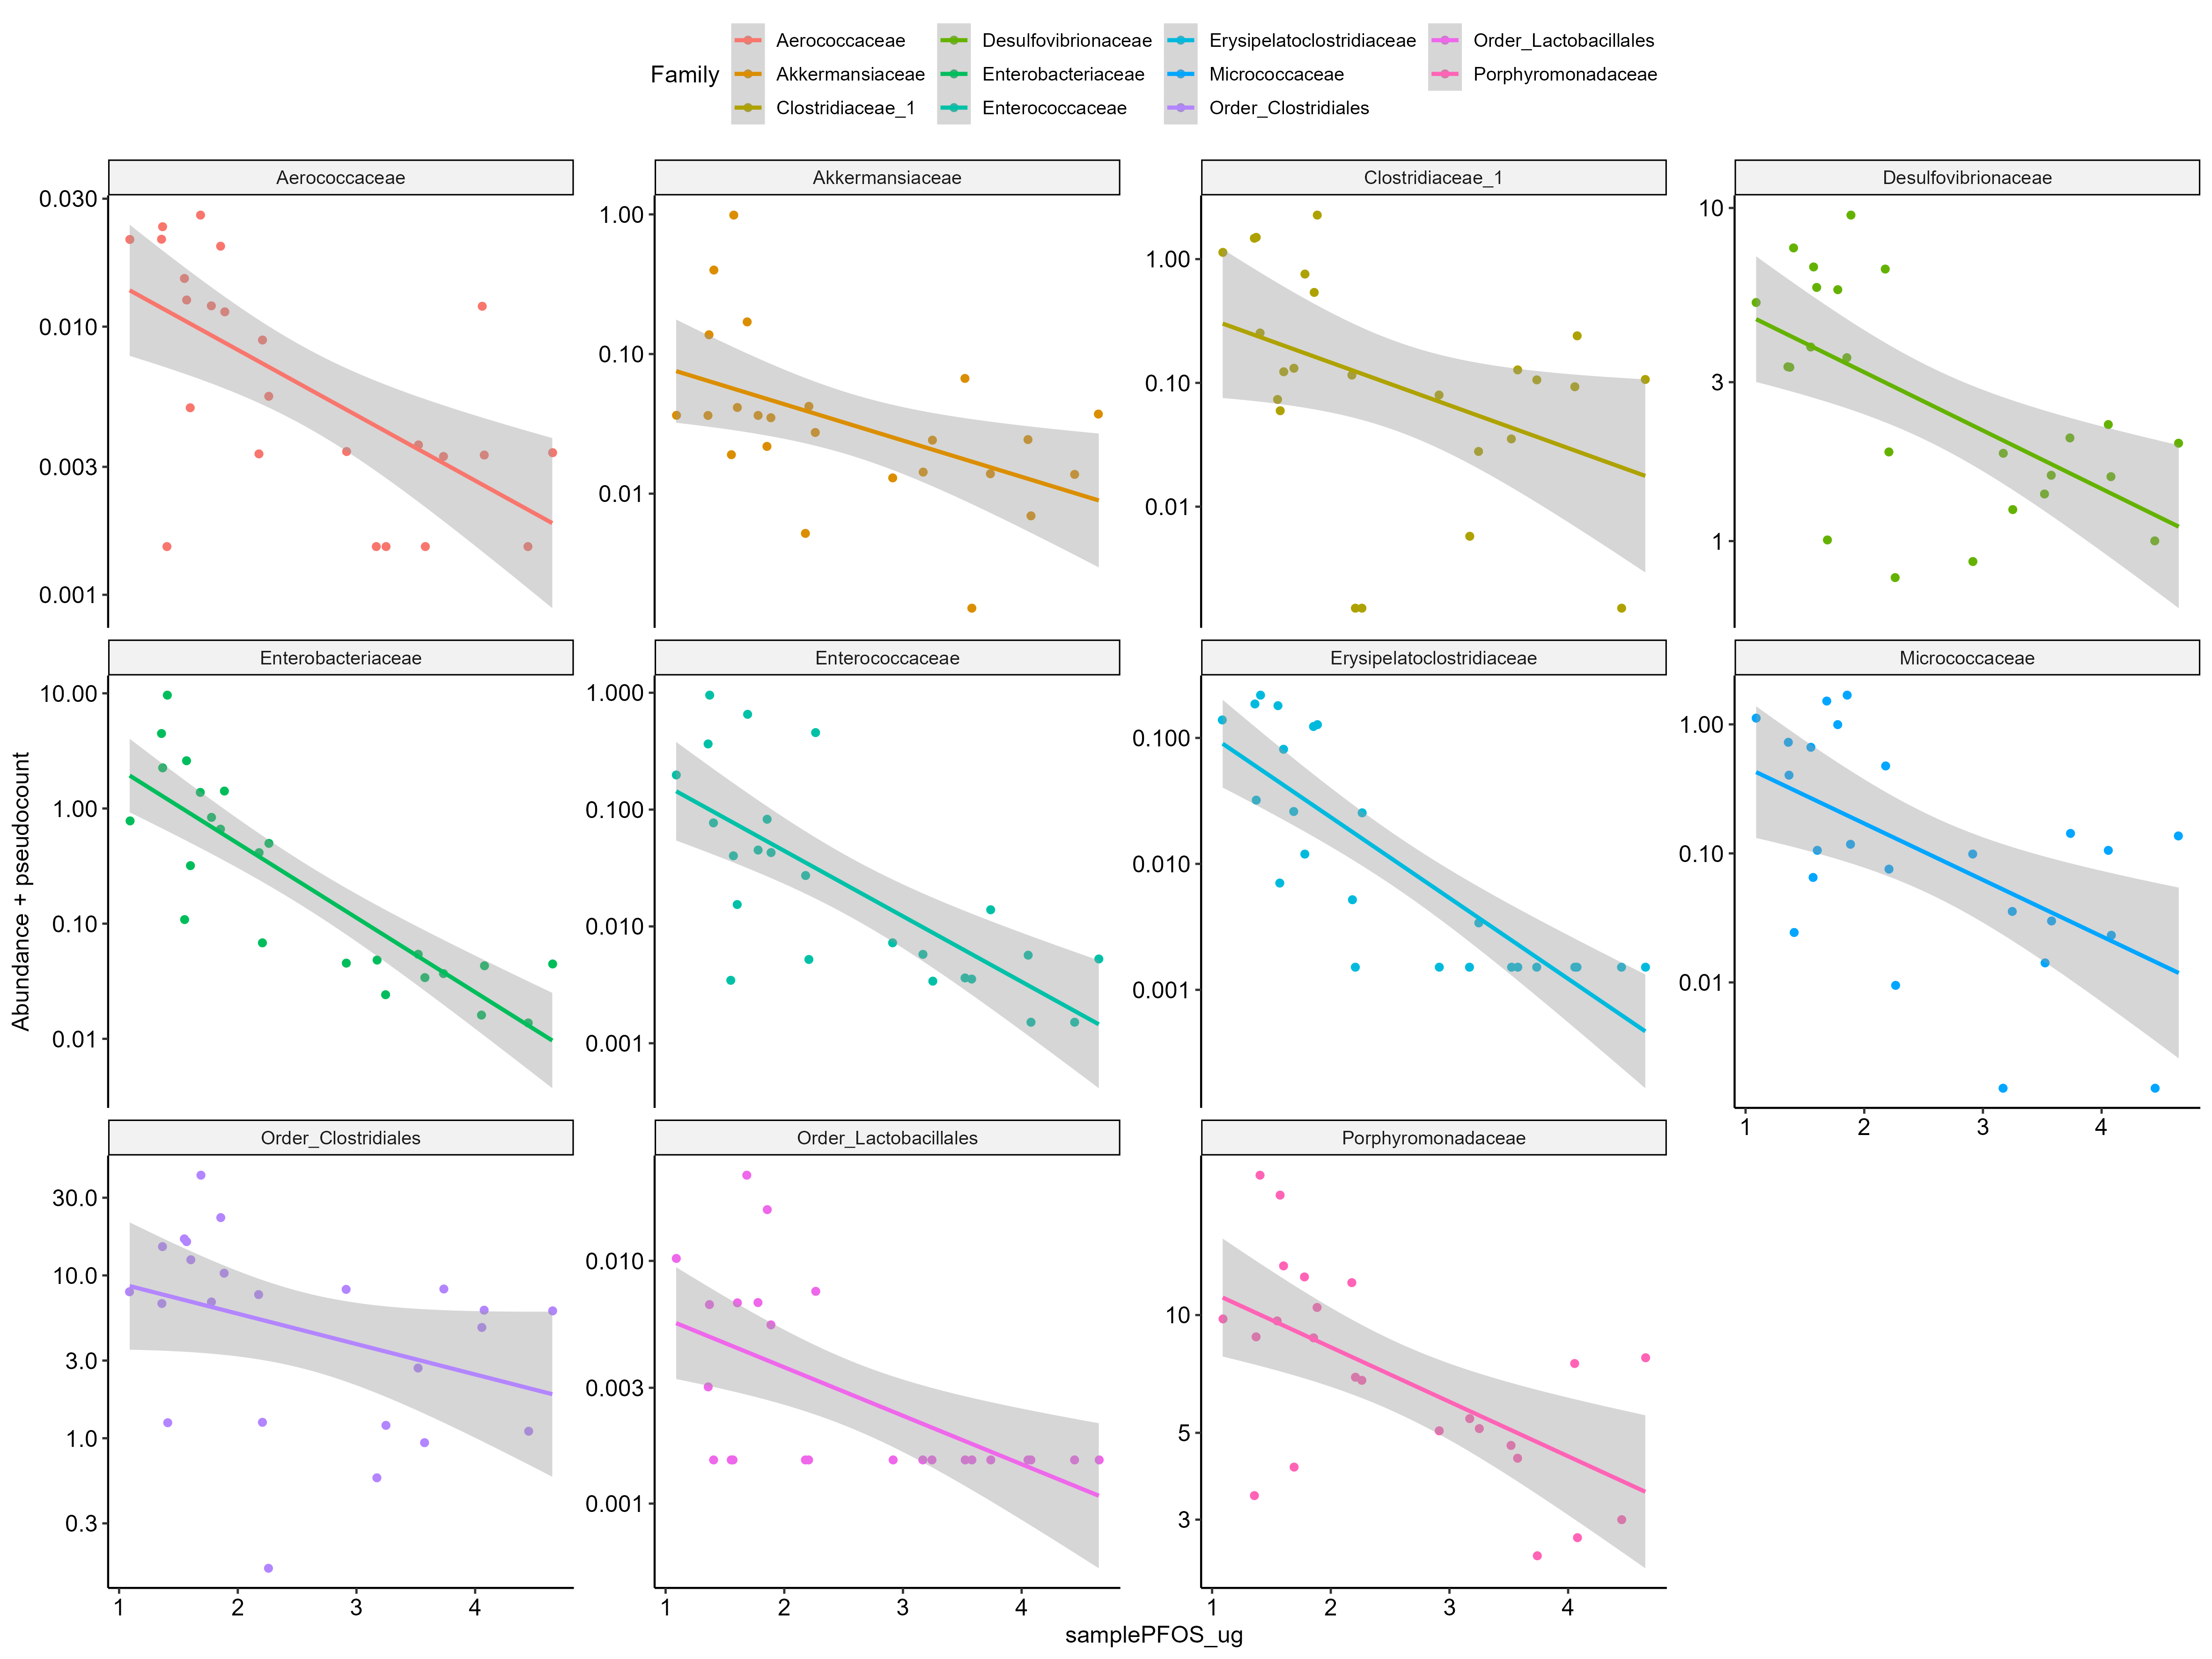 Family
Aerococcaceae
Akkermansiaceae
Clostridiaceae_1
Desulfovibrionaceae
Enterobacteriaceae
Enterococcaceae
Erysipelatoclostridiaceae
Micrococcaceae
Order_Clostridiales
Order_Lactobacillales
Porphyromonadaceae
Abundance + pseudocount
Aerococcaceae
0.030
0.010
0.003
0.001
Akkermansiaceae
1.00
0.10
0.01
Clostridiaceae_1
1.00
0.10
0.01
Desulfovibrionaceae
10
3
1
Enterobacteriaceae
10.00
1.00
0.10
0.01
Enterococcaceae
1.000
0.100
0.010
0.001
Erysipelatoclostridiaceae
0.100
0.010
0.001
Micrococcaceae
1.00
0.10
0.01
1 2 3 4
Order_Clostridiales
30.0
10.0
3.0
1.0
0.3
1 2 3 4
Order_Lactobacillales
0.010
0.003
0.001
1 2 3 4
Porphyromonadaceae
10
5
3
1 2 3 4
samplePFOS_ug